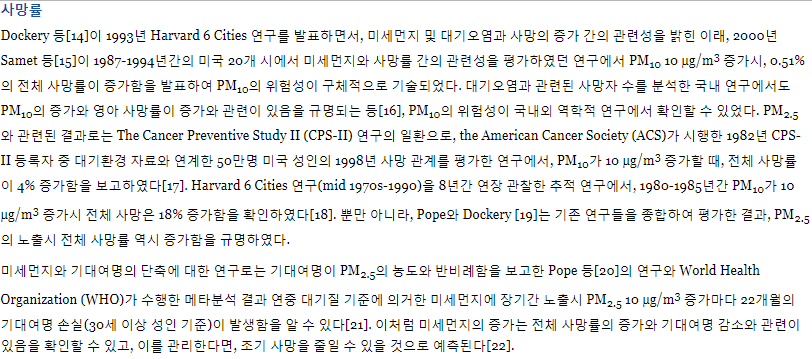 사망률
Dockery 등[14]이 1993년 Harvard 6 Cities 연구를 발표하면서, 미세먼지 및 대기오염과 사망의 증가 간의 관련성을 밝힌 이래, 2000년
Samet 등[15]이 1987-1994년간의 미국 20개 시에서 미세먼지와 사망률 간의 관련성을 평가하였던 연구에서 PM10 10 μg/m3 증가시, 0.51%
의 전체 사망률이 증가함을 발표하여 PM10의 위험성이 구체적으로 기술되었다. 대기오염과 관련된 사망자 수를 분석한 국내 연구에서도
PM10의 증가와 영아 사망률이 증가와 관련이 있음을 규명되는 등[16], PM10의 위험성이 국내외 역학적 연구에서 확인할 수 있었다. PM2.5
와 관련된 결과로는 The Cancer Preventive Study II (CPS-II) 연구의 일환으로, the American Cancer Society (ACS)가 시행한 1982년 CPS-
II 등록자 중 대기환경 자료와 연계한 50만명 미국 성인의 1998년 사망 관계를 평가한 연구에서, PM10가 10 μg/m3 증가할 때, 전체 사망률
이 4% 증가함을 보고하였다[17]. Harvard 6 Cities 연구(mid 1970s-1990)을 8년간 연장 관찰한 추적 연구에서, 1980-1985년간 PM10가 10
μg/m3 증가시 전체 사망은 18% 증가함을 확인하였다[18]. 뿐만 아니라, Pope와 Dockery [19]는 기존 연구들을 종합하여 평가한 결과, PM2.5
의 노출시 전체 사망률 역시 증가함을 규명하였다.
미세먼지와 기대여명의 단축에 대한 연구로는 기대여명이 PM2.5의 농도와 반비례함을 보고한 Pope 등[20]의 연구와 World Health
Organization (WHO)가 수행한 메타분석 결과 연중 대기질 기준에 의거한 미세먼지에 장기간 노출시 PM2.5 10 μg/m3 증가마다 22개월의
기대여명 손실(30세 이상 성인 기준)이 발생함을 알 수 있다[21]. 이처럼 미세먼지의 증가는 전체 사망률의 증가와 기대여명 감소와 관련이
있음을 확인할 수 있고, 이를 관리한다면, 조기 사망을 줄일 수 있을 것으로 예측된다[22].